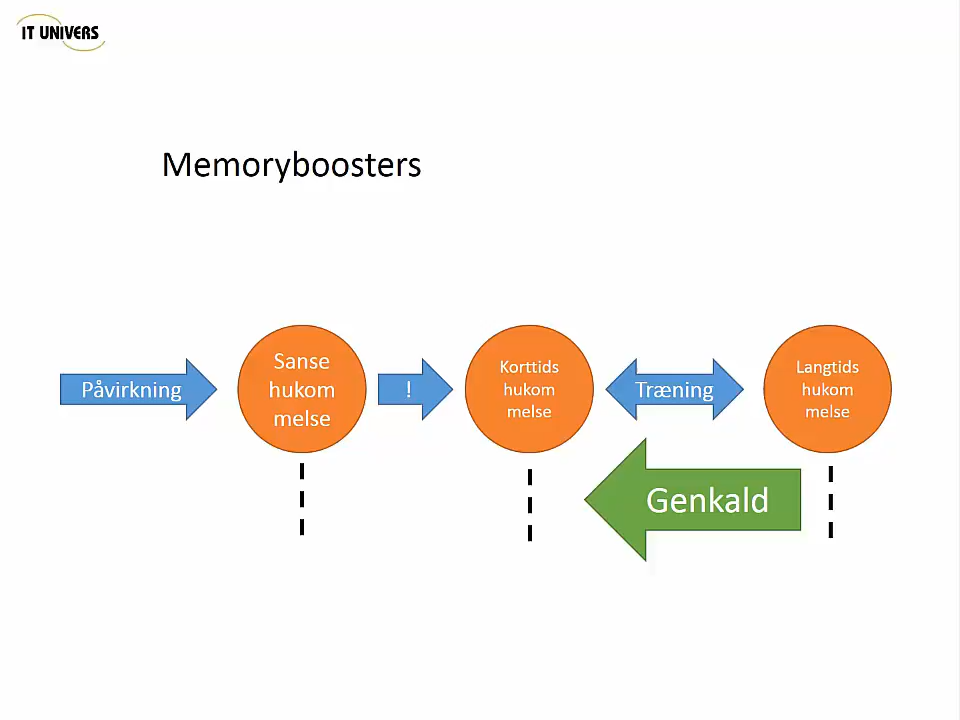 IT UNIVERS
Memoryboosters
Påvirkning
Sanse
hukom
melse
!
Korttids
hukom
melse
Træning
Langtids
hukom
melse
Genkald